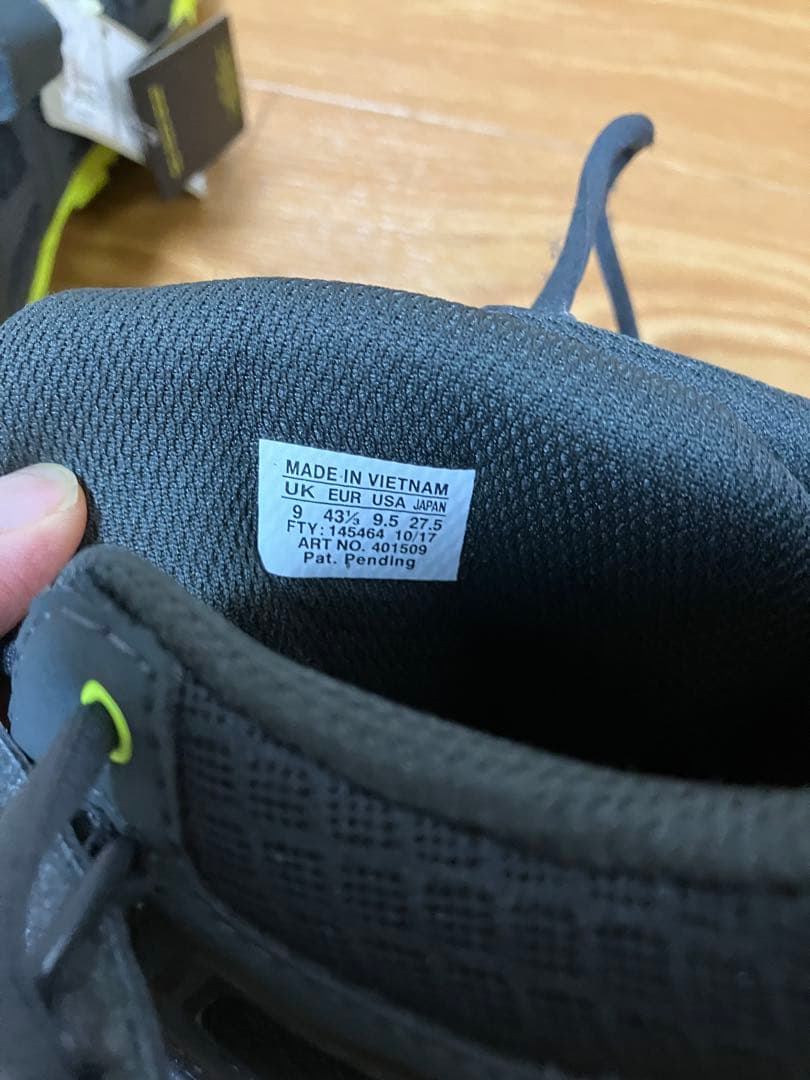 MADE IN VIETNAM
UK EUR USA JAPAN
9 43⅓ 9.5 27.5
FTY: 145464 10/17
ART NO. 401509
Pat. Pending